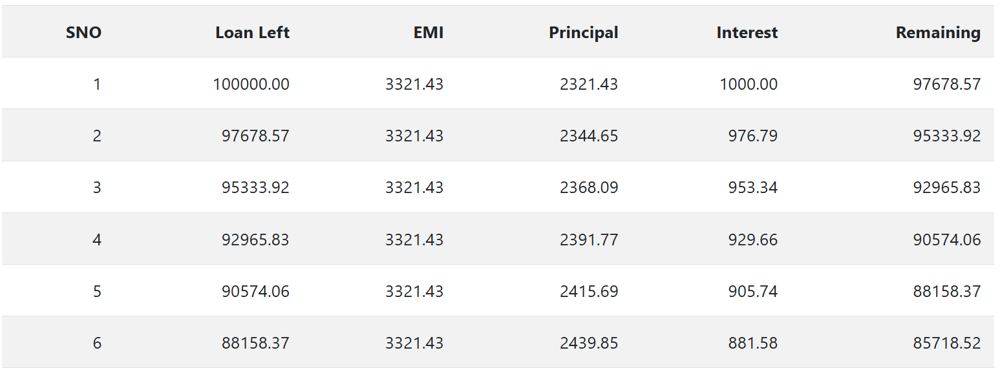 SNO Loan Left EMI Principal Interest Remaining
1 100000.00 3321.43 2321.43 1000.00 97678.57
2 97678.57 3321.43 2344.65 976.79 95333.92
3 95333.92 3321.43 2368.09 953.34 92965.83
4 92965.83 3321.43 2391.77 929.66 90574.06
5 90574.06 3321.43 2415.69 905.74 88158.37
6 88158.37 3321.43 2439.85 881.58 85718.52